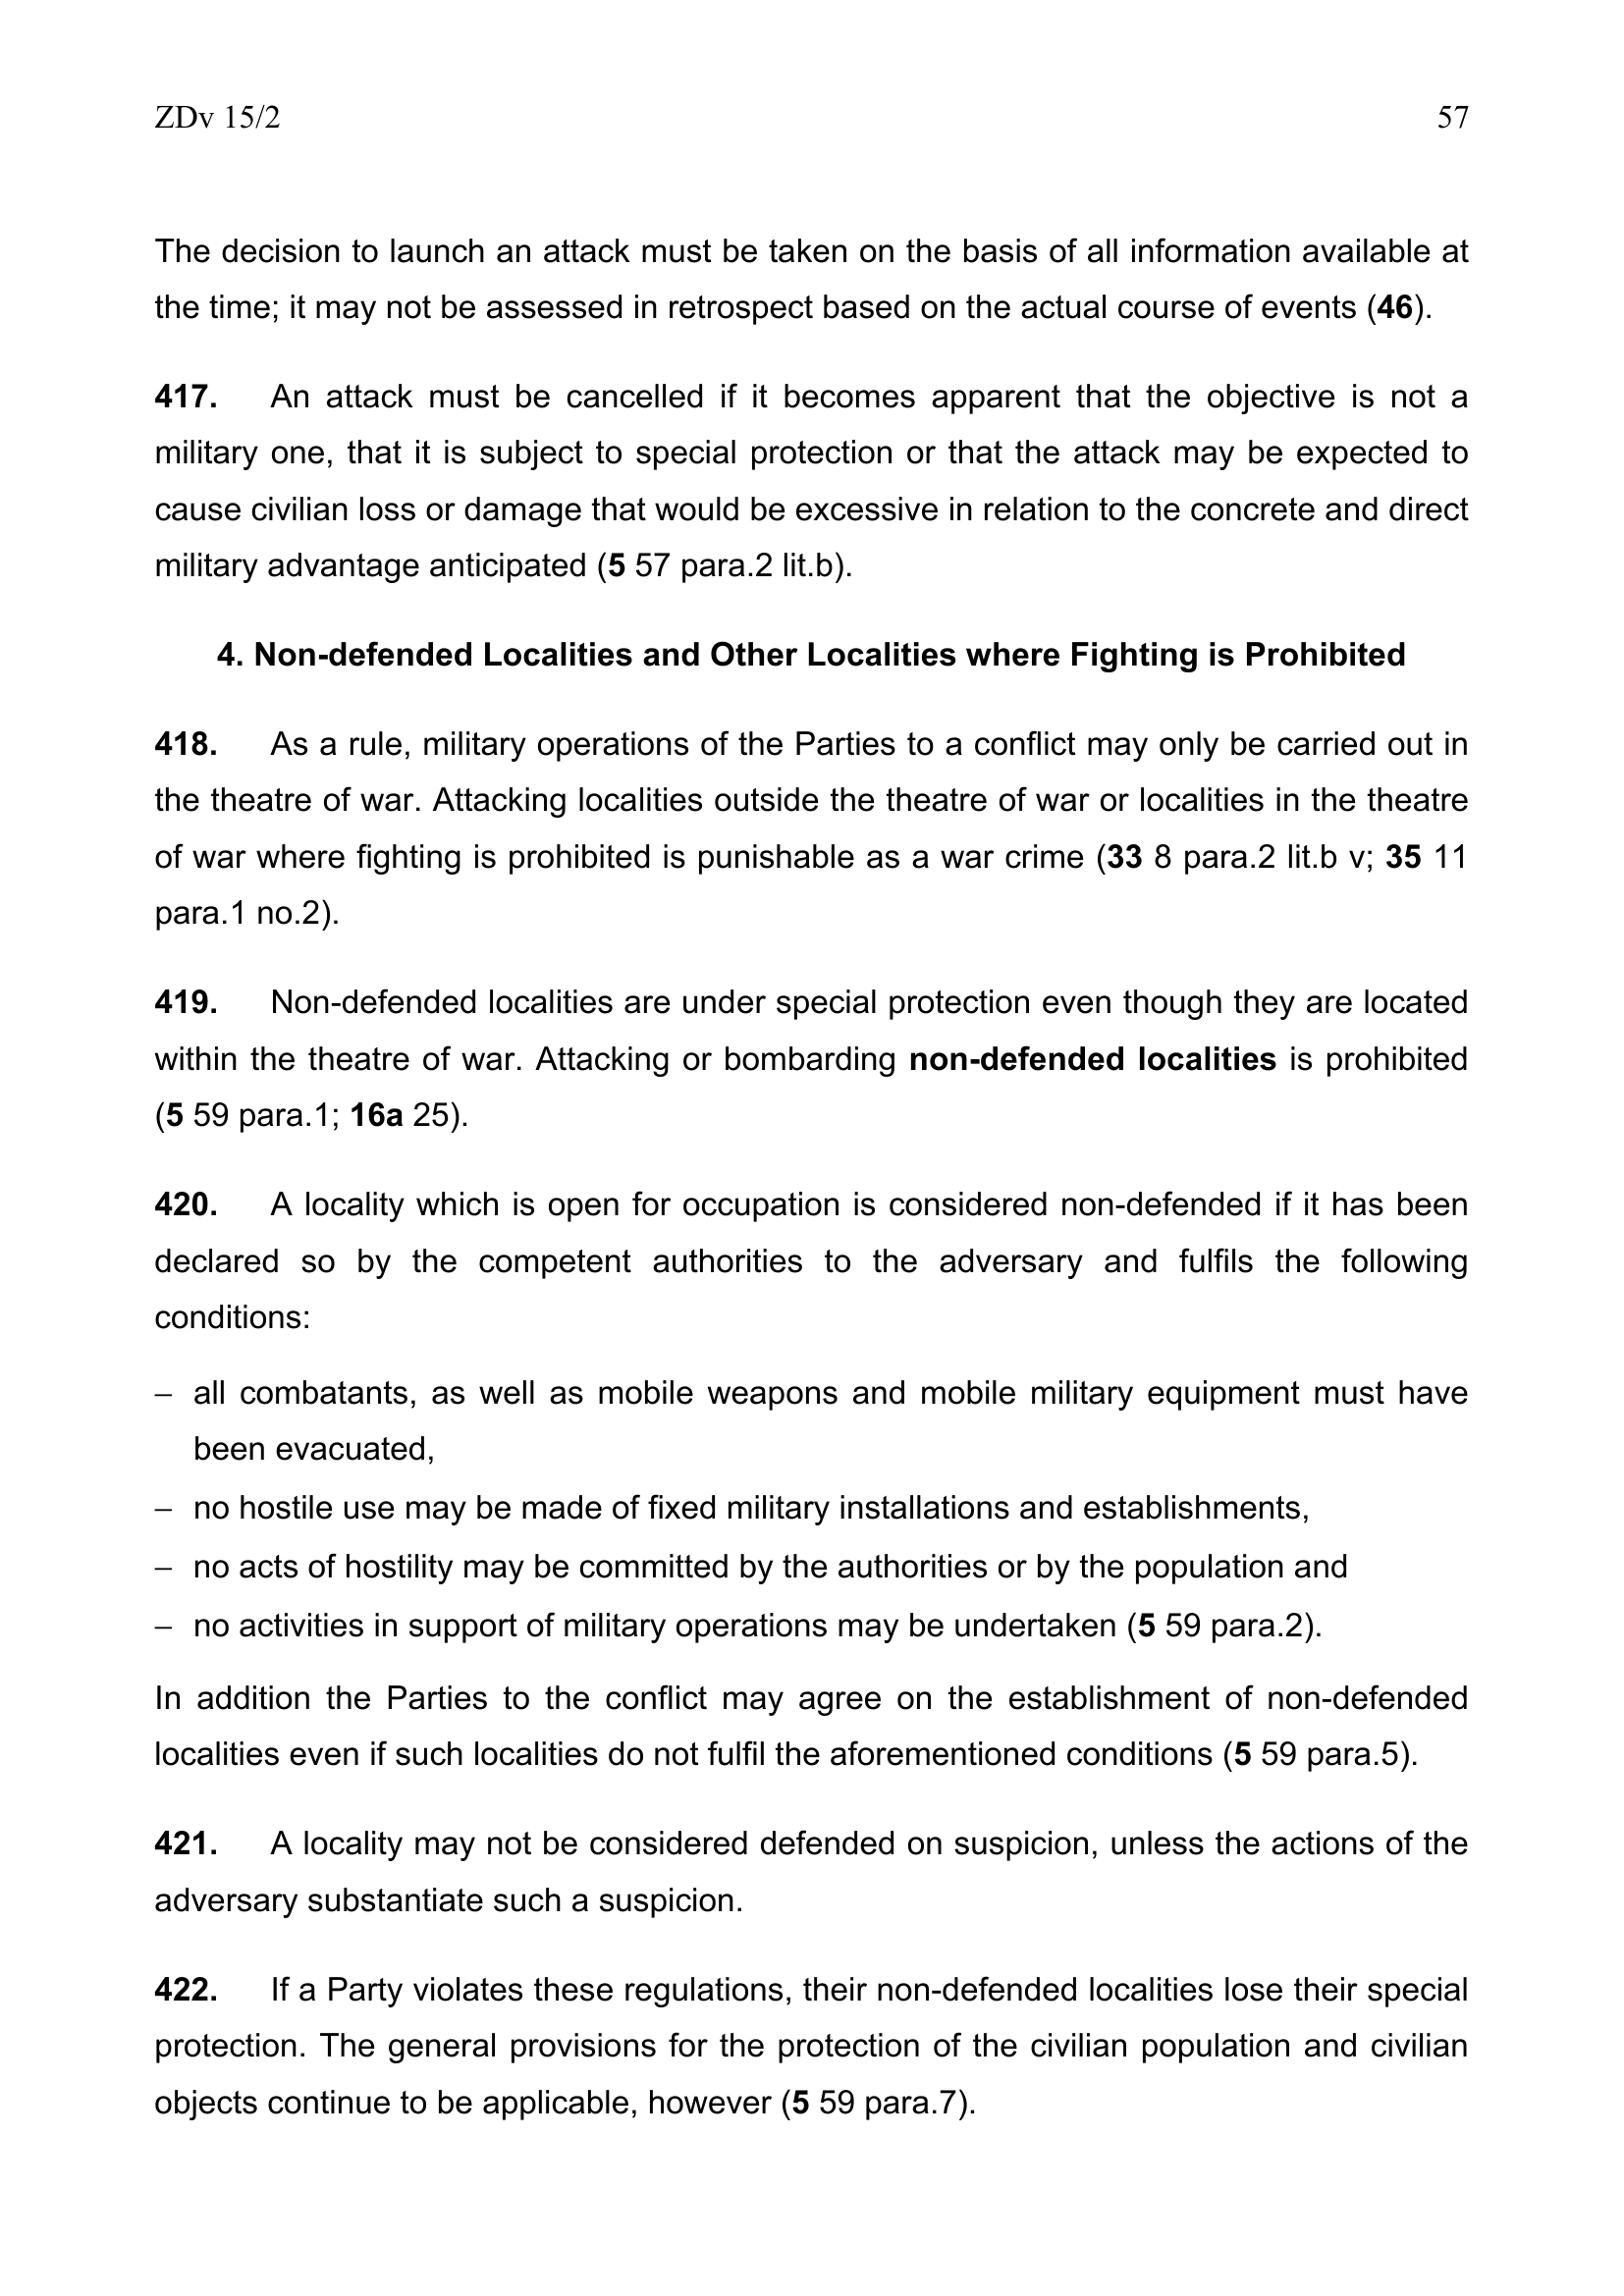 ZDv 15/2 57
The decision to launch an attack must be taken on the basis of all information available at
the time; it may not be assessed in retrospect based on the actual course of events (46).
417. An attack must be cancelled if it becomes apparent that the objective is not a
military one, that it is subject to special protection or that the attack may be expected to
cause civilian loss or damage that would be excessive in relation to the concrete and direct
military advantage anticipated (5 57 para.2 lit.b).
4. Non-defended Localities and Other Localities where Fighting is Prohibited
418. As a rule, military operations of the Parties to a conflict may only be carried out in
the theatre of war. Attacking localities outside the theatre of war or localities in the theatre
of war where fighting is prohibited is punishable as a war crime (33 8 para.2 lit.b v; 35 11
para.1 no.2).
419. Non-defended localities are under special protection even though they are located
within the theatre of war. Attacking or bombarding non-defended localities is prohibited
(5 59 para.1; 16a 25).
420. A locality which is open for occupation is considered non-defended if it has been
declared so by the competent authorities to the adversary and fulfils the following
conditions:
– all combatants, as well as mobile weapons and mobile military equipment must have
been evacuated,
– no hostile use may be made of fixed military installations and establishments,
– no acts of hostility may be committed by the authorities or by the population and
– no activities in support of military operations may be undertaken (5 59 para.2).
In addition the Parties to the conflict may agree on the establishment of non-defended
localities even if such localities do not fulfil the aforementioned conditions (5 59 para.5).
421. A locality may not be considered defended on suspicion, unless the actions of the
adversary substantiate such a suspicion.
422. If a Party violates these regulations, their non-defended localities lose their special
protection. The general provisions for the protection of the civilian population and civilian
objects continue to be applicable, however (5 59 para.7).